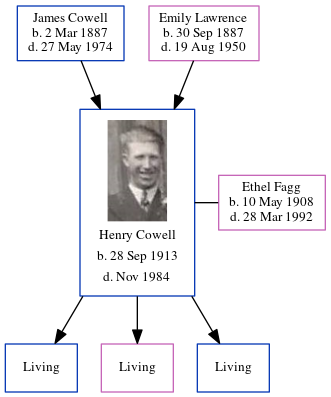 James Cowell
b. 2 Mar 1887
d. 27 May 1974
Emily Lawrence
b. 30 Sep 1887
d. 19 Aug 1950
Henry Cowell
b. 28 Sep 1913
d. Nov 1984
Ethel Fagg
b. 10 May 1908
d. 28 Mar 1992
Living
Living
Living